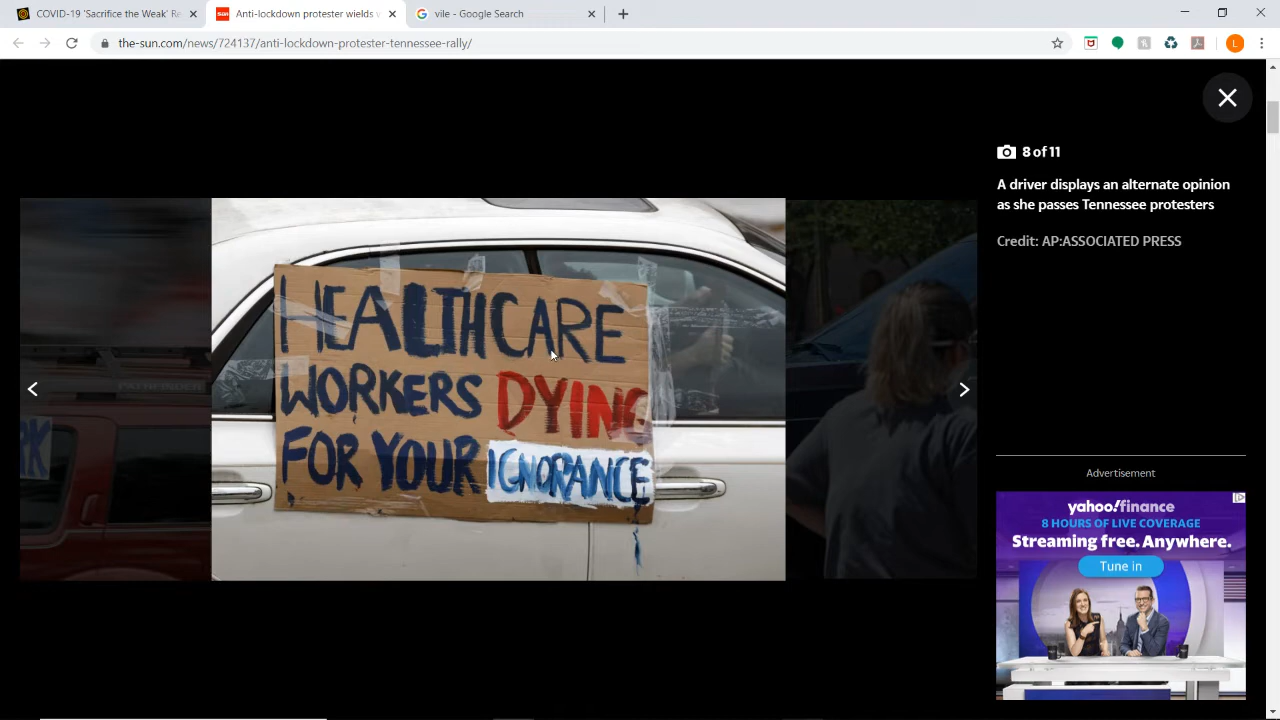 COVID-19 'Sacrifice the Weak' Re
SUN
Anti-lockdown protester wields v
vile - Google Search
the-sun.com/news/724137/anti-lockdown-protester-tennessee-rally/
L
8 of 11
A driver displays an alternate opinion
as she passes Tennessee protesters
Credit: AP:ASSOCIATED PRESS
PATHFINDER
RK
HEALTHCARE
WORKERS DYING
FOR YOUR IGNORANCE
Advertisement
yahoo!finance
8 HOURS OF LIVE COVERAGE
Streaming free. Anywhere.
Tune in